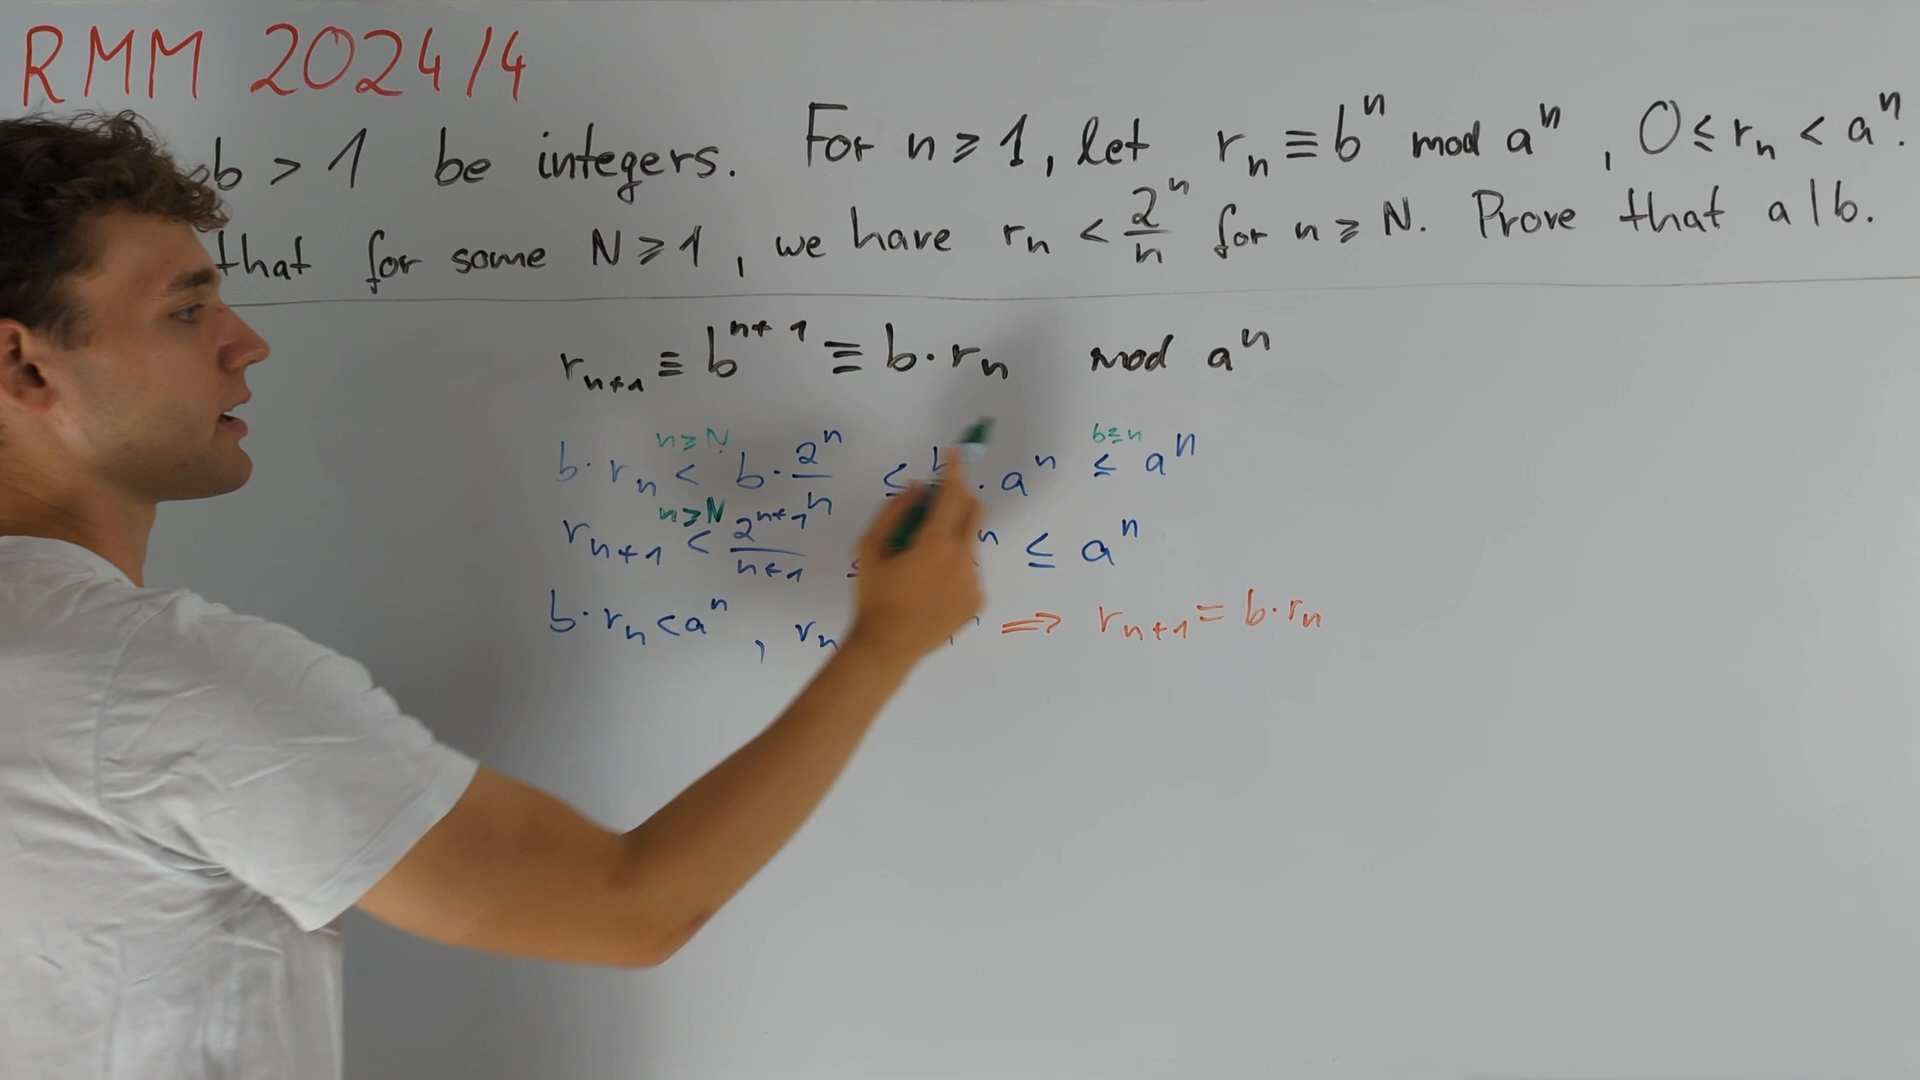 RMM 2024/4
b > 1 be integers. For n ≥ 1, let r_n ≡ b^n mod a^n, 0 ≤ r_n < a^n.
that for some N ≥ 1, we have r_n < 2^n/n for n ≥ N. Prove that a | b.
r_{n+1} ≡ b^{n+1} ≡ b · r_n mod a^n
n ≥ N b ≤ n
b · r_n < b · 2^n/n ≤ · a^n ≤ a^n
n ≥ N
r_{n+1} < 2^{n+1}/(n+1) ≤ a^n
b · r_n < a^n, r_n ⇒ r_{n+1} = b · r_n